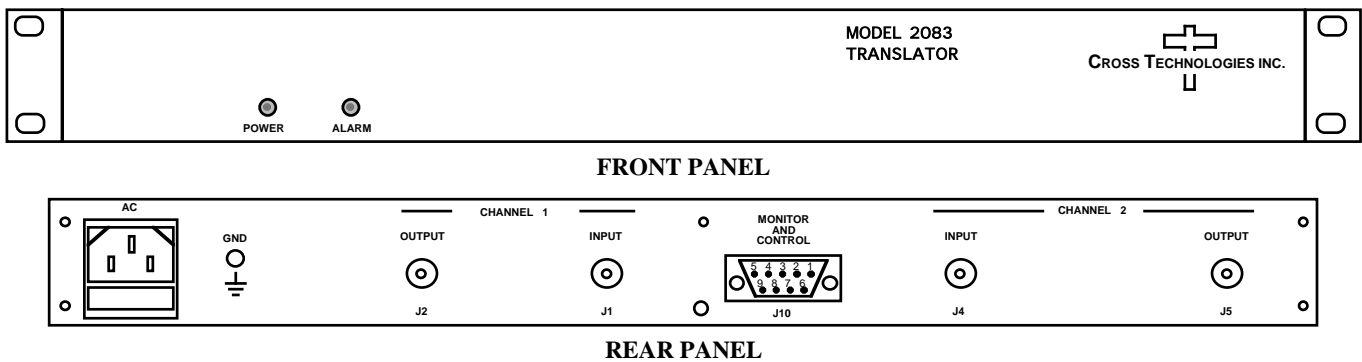 MODEL 2083
TRANSLATOR
CROSS TECHNOLOGIES INC.
POWER ALARM
FRONT PANEL
AC
CHANNEL 1
CHANNEL 2
GND
OUTPUT
INPUT
MONITOR
AND
CONTROL
INPUT
OUTPUT
5 4 3 2 1
9 8 7 6
J2
J1
J10
J4
J5
REAR PANEL